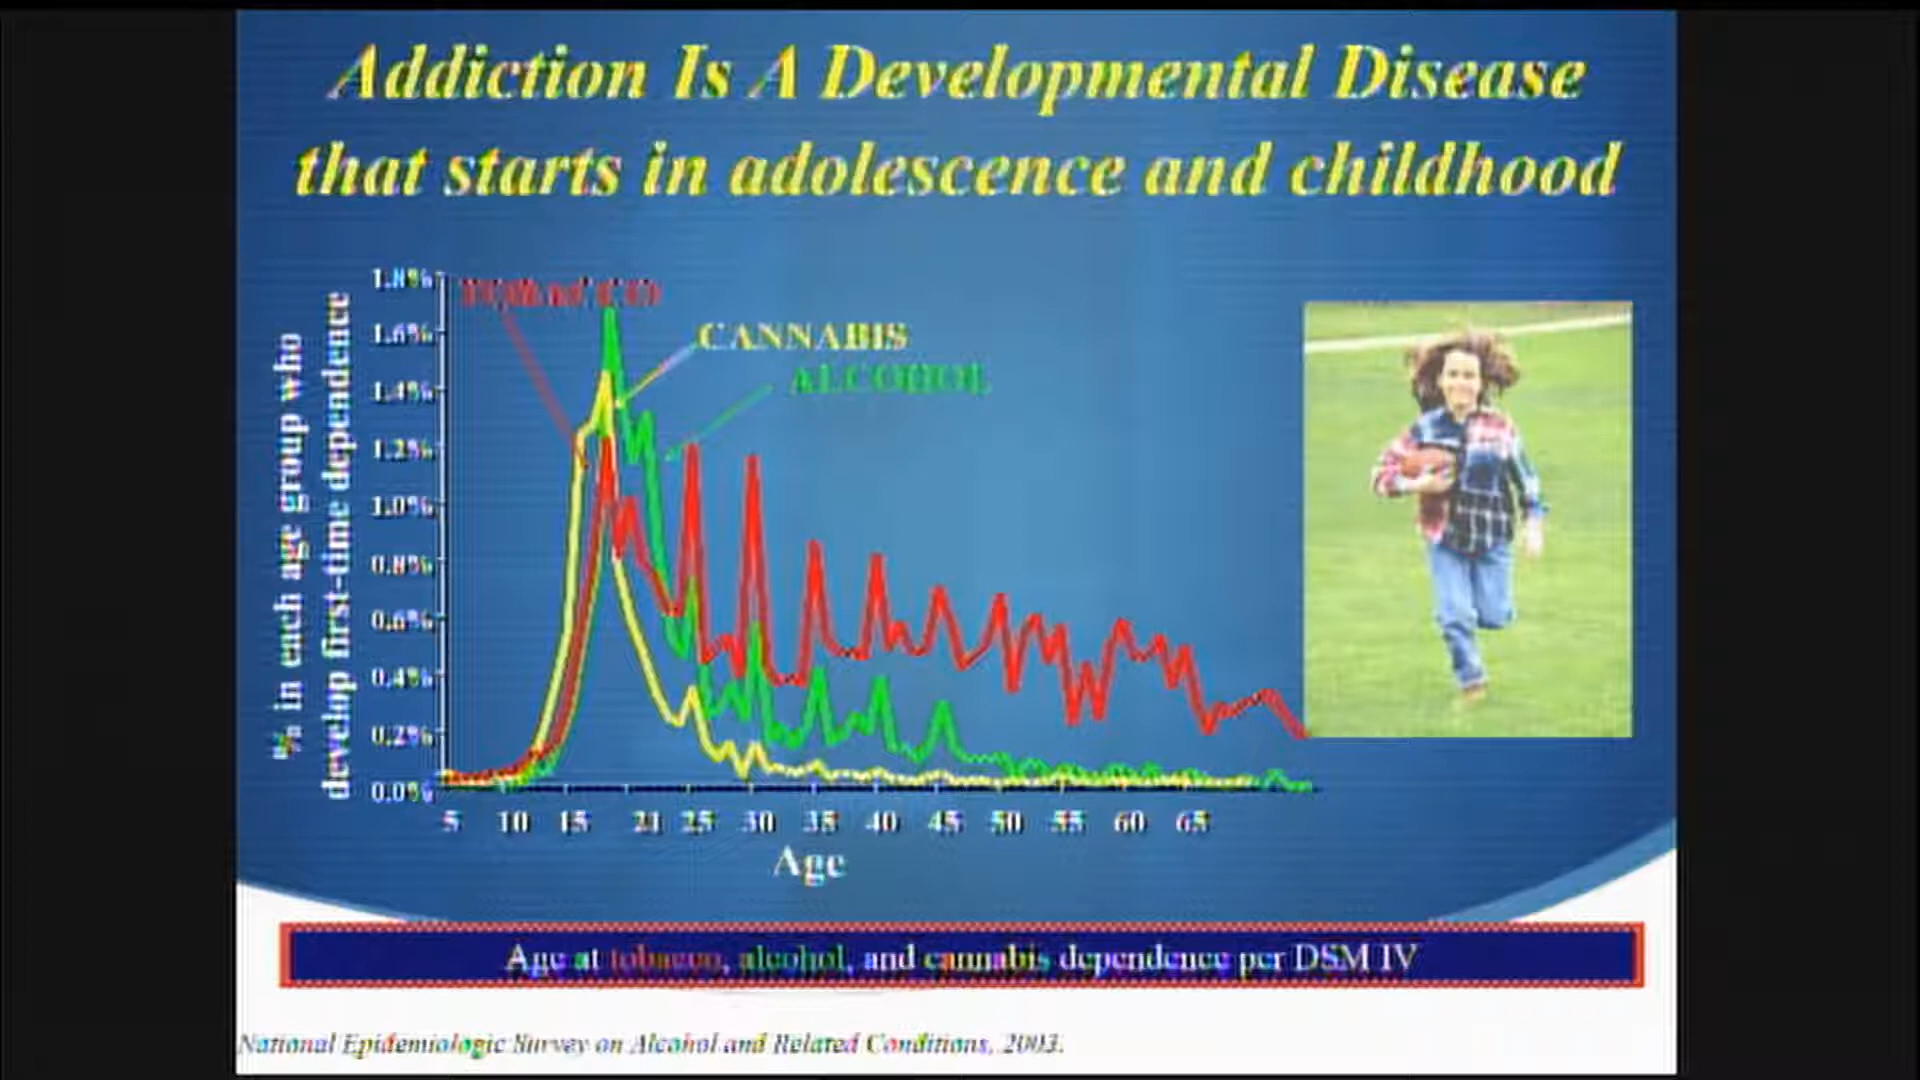 Addiction Is A Developmental Disease
that starts in adolescence and childhood
1.8%
1.6%
1.4%
1.2%
1.0%
0.8%
0.6%
0.4%
0.2%
0.0%
% in each age group who
develop first-time dependence
TOBACCO
CANNABIS
ALCOHOL
5 10 15 21 25 30 35 40 45 50 55 60 65
Age
Age at tobacco, alcohol, and cannabis dependence per DSM IV
National Epidemiologic Survey on Alcohol and Related Conditions, 2003.